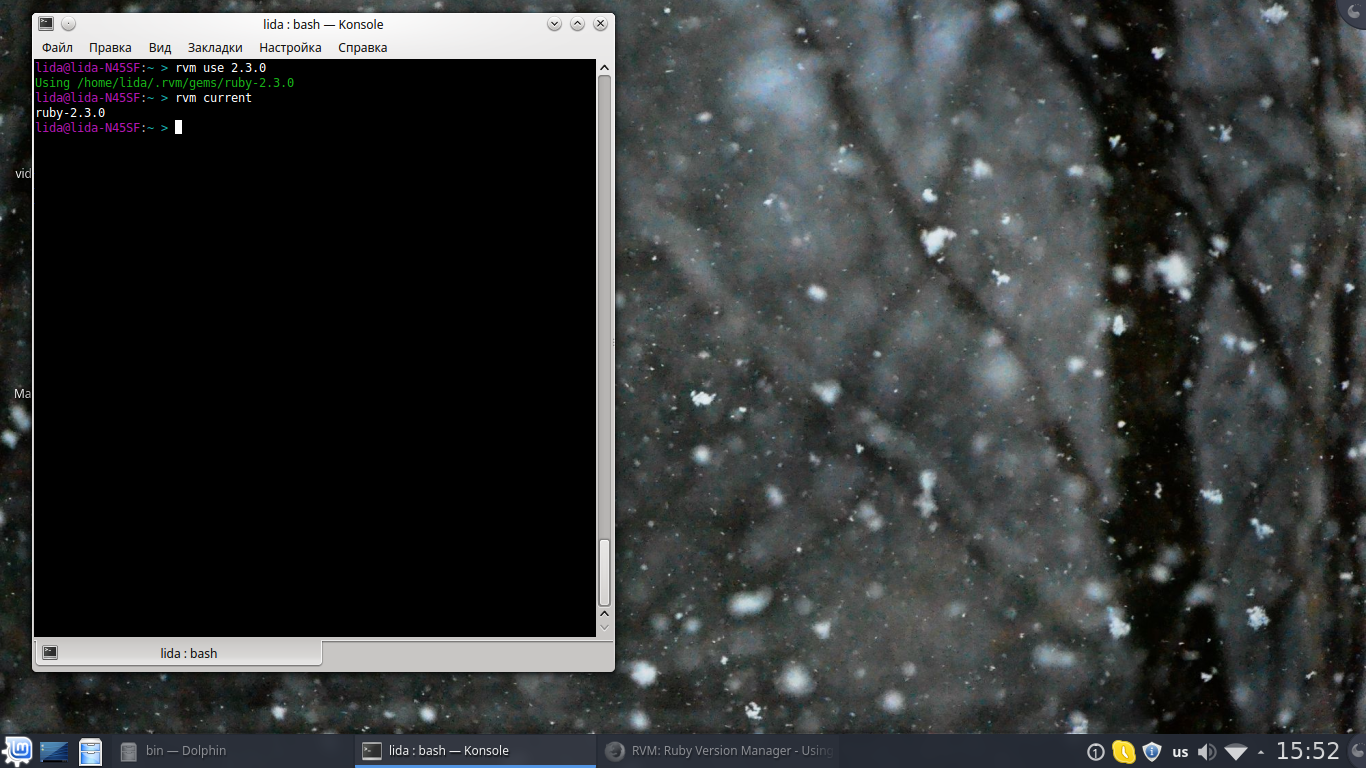 lida : bash — Konsole
Файл Правка Вид Закладки Настройка Справка
lida@lida-N45SF:~ > rvm use 2.3.0
Using /home/lida/.rvm/gems/ruby-2.3.0
lida@lida-N45SF:~ > rvm current
ruby-2.3.0
lida@lida-N45SF:~ >
vid
Ma
lida : bash
bin — Dolphin
lida : bash — Konsole
RVM: Ruby Version Manager - Using
us
15:52